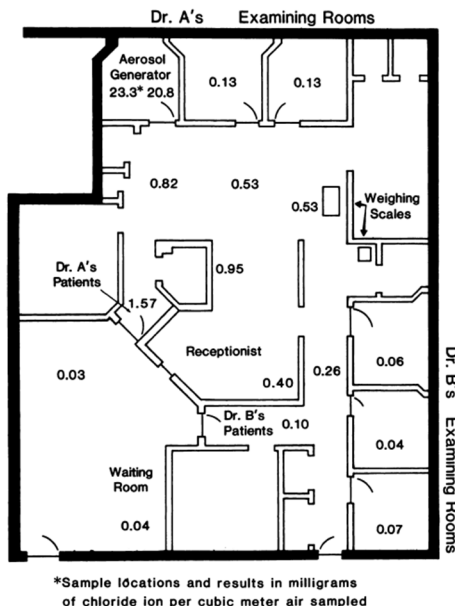 Dr. A's Examining Rooms
Aerosol
Generator
23.3* 20.8
0.13
0.13
0.82
0.53
0.53
Weighing
Scales
0.95
Dr. A's
Patients
1.57
Receptionist
0.03
0.40
0.26
0.06
Dr. B's
Patients
0.10
0.04
Waiting
Room
0.04
0.07
Dr. B's Examining Rooms
*Sample locations and results in milligrams
of chloride ion per cubic meter air sampled